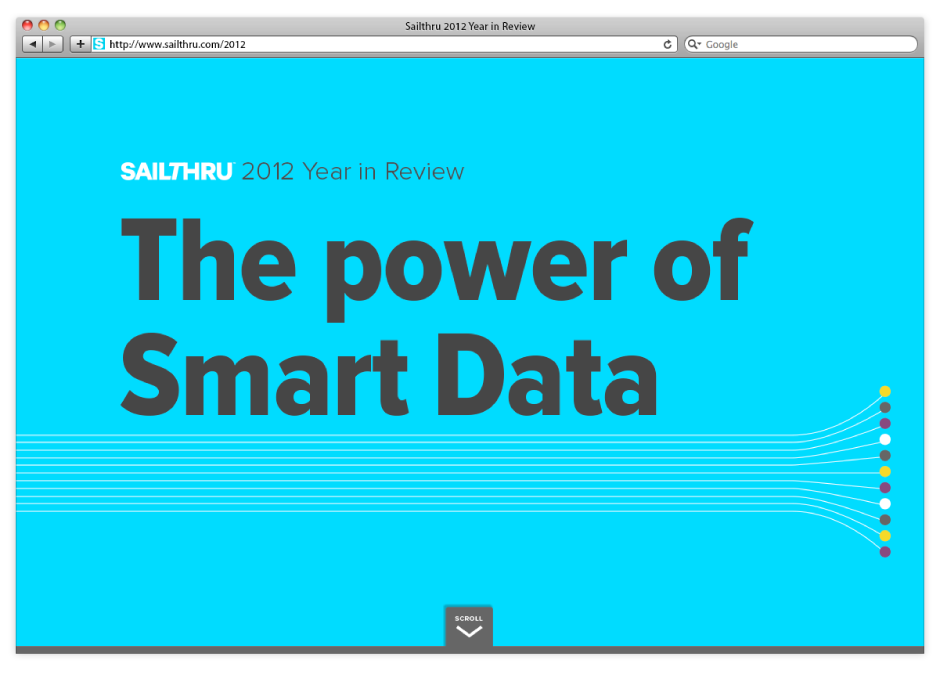 Sailthru 2012 Year in Review
http://www.sailthru.com/2012
Google
SAILTHRU™ 2012 Year in Review
The power of
Smart Data
SCROLL